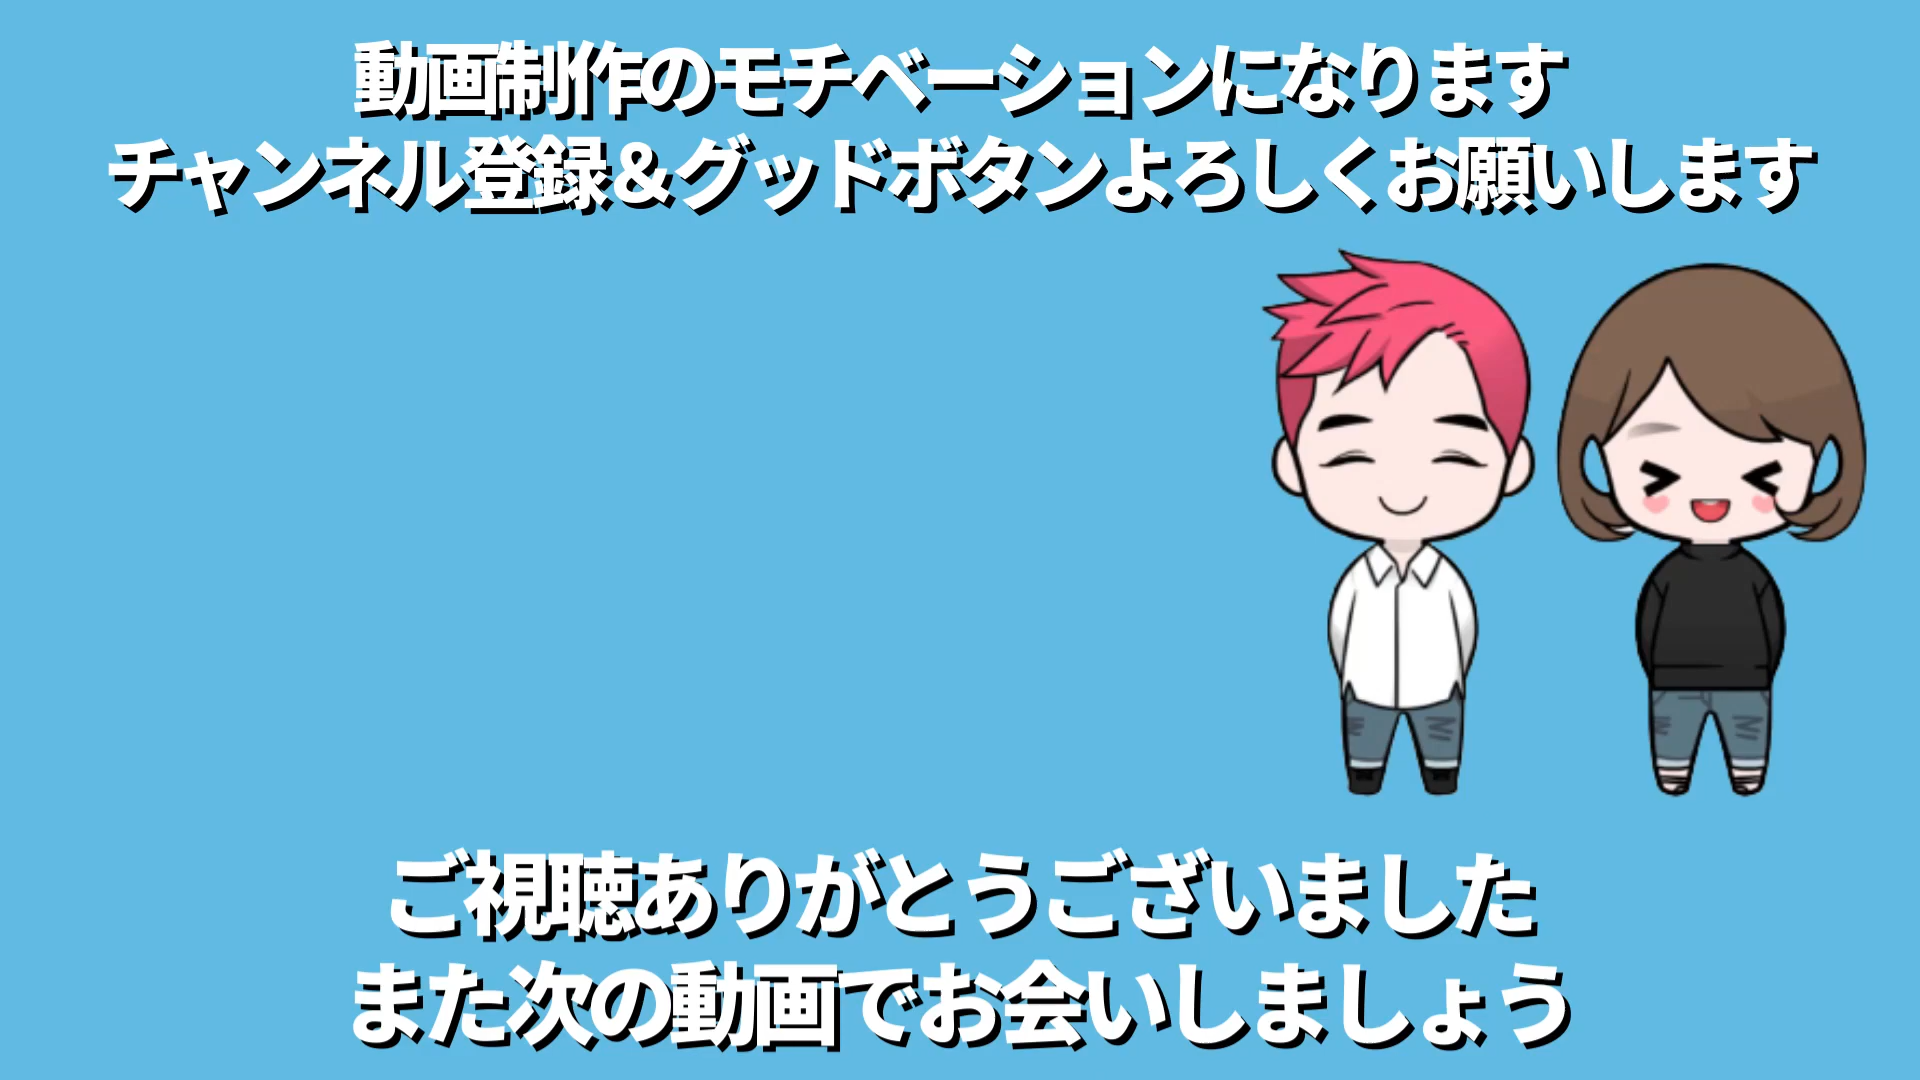 動画制作のモチベーションになります
チャンネル登録＆グッドボタンよろしくお願いします
ご視聴ありがとうございました
また次の動画でお会いしましょう